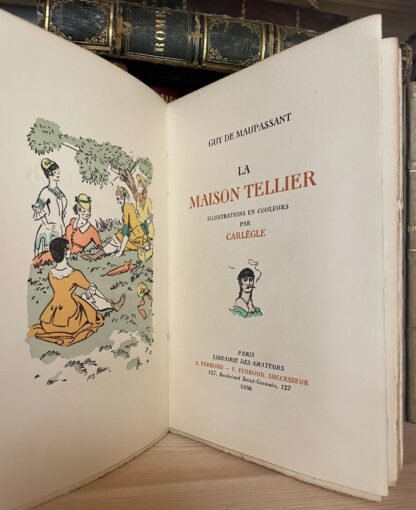 GUY DE MAUPASSANT
LA
MAISON TELLIER
ILLUSTRATIONS EN COULEURS
PAR
CARLÈGLE
PARIS
LIBRAIRIE DES AMATEURS
A. FERROUD — F. FERROUD, SUCCESSEUR
127, Boulevard Saint-Germain, 127
1936